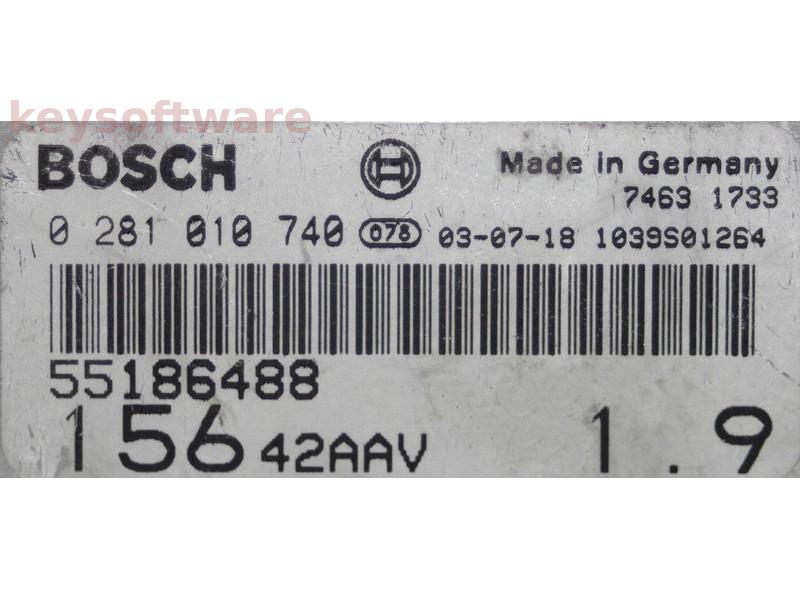 keysoftware
BOSCH Made in Germany
7463 1733
0 281 010 740 078 03-07-18 1039S01264
55186488
156 42AAV 1.9